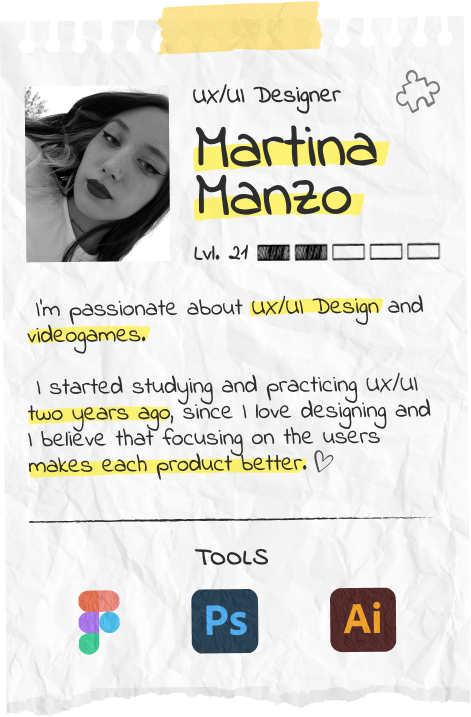 UX/UI Designer
Martina
Manzo
Lvl. 21
I'm passionate about UX/UI Design and
videogames.
I started studying and practicing UX/UI
two years ago, since I love designing and
I believe that focusing on the users
makes each product better.
TOOLS
Ps
Ai